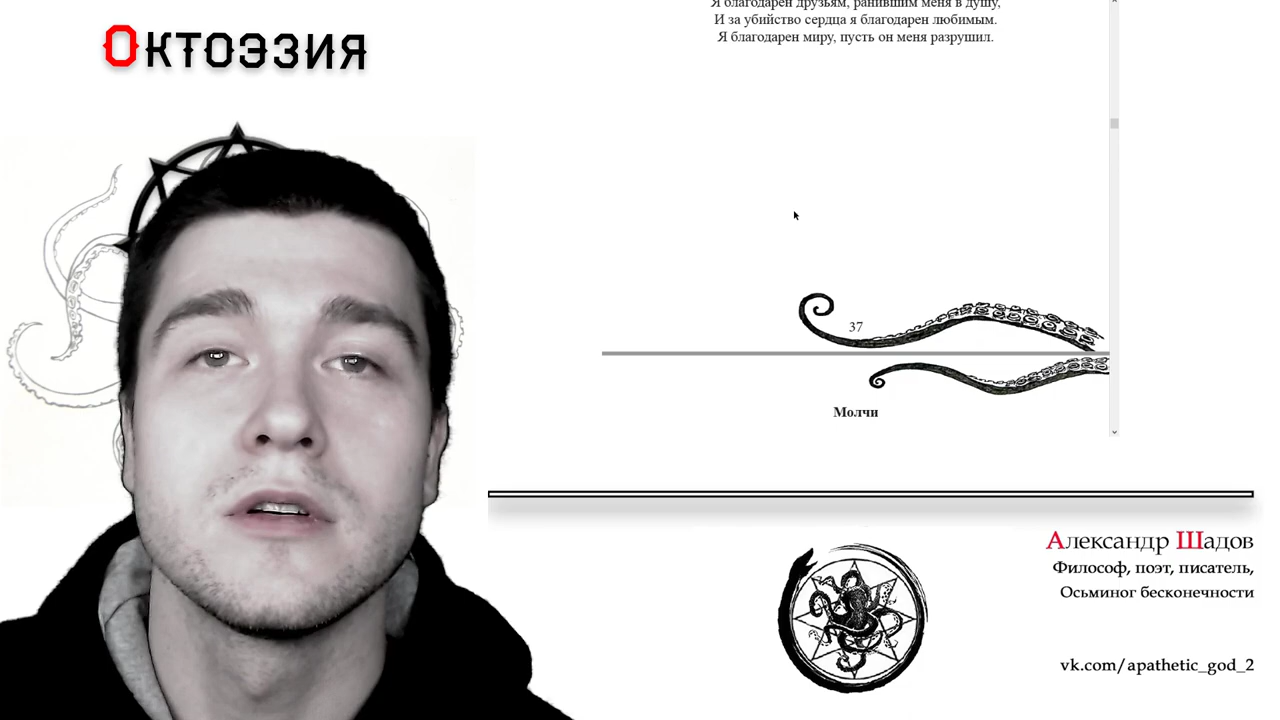 Октоэзия
Я благодарен друзьям, ранившим меня в душу,
И за убийство сердца я благодарен любимым.
Я благодарен миру, пусть он меня разрушил.
37
Молчи
Александр Шадов
Философ, поэт, писатель,
Осьминог бесконечности
vk.com/apathetic_god_2